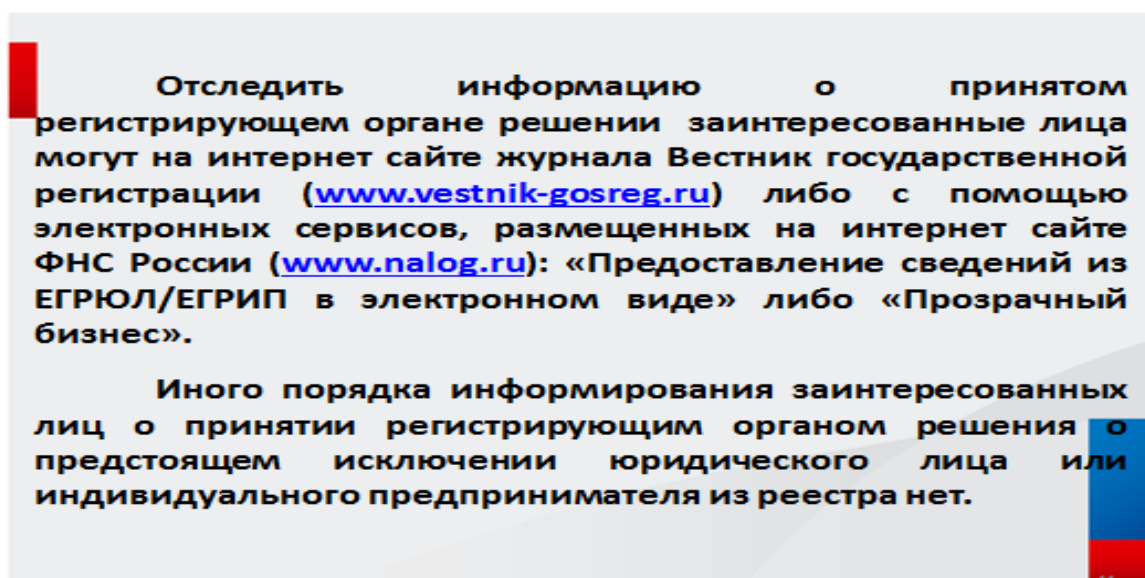 Отследить информацию о принятом
регистрирующем органе решении заинтересованные лица
могут на интернет сайте журнала Вестник государственной
регистрации (www.vestnik-gosreg.ru) либо с помощью
электронных сервисов, размещенных на интернет сайте
ФНС России (www.nalog.ru): «Предоставление сведений из
ЕГРЮЛ/ЕГРИП в электронном виде» либо «Прозрачный
бизнес».
Иного порядка информирования заинтересованных
лиц о принятии регистрирующим органом решения о
предстоящем исключении юридического лица или
индивидуального предпринимателя из реестра нет.